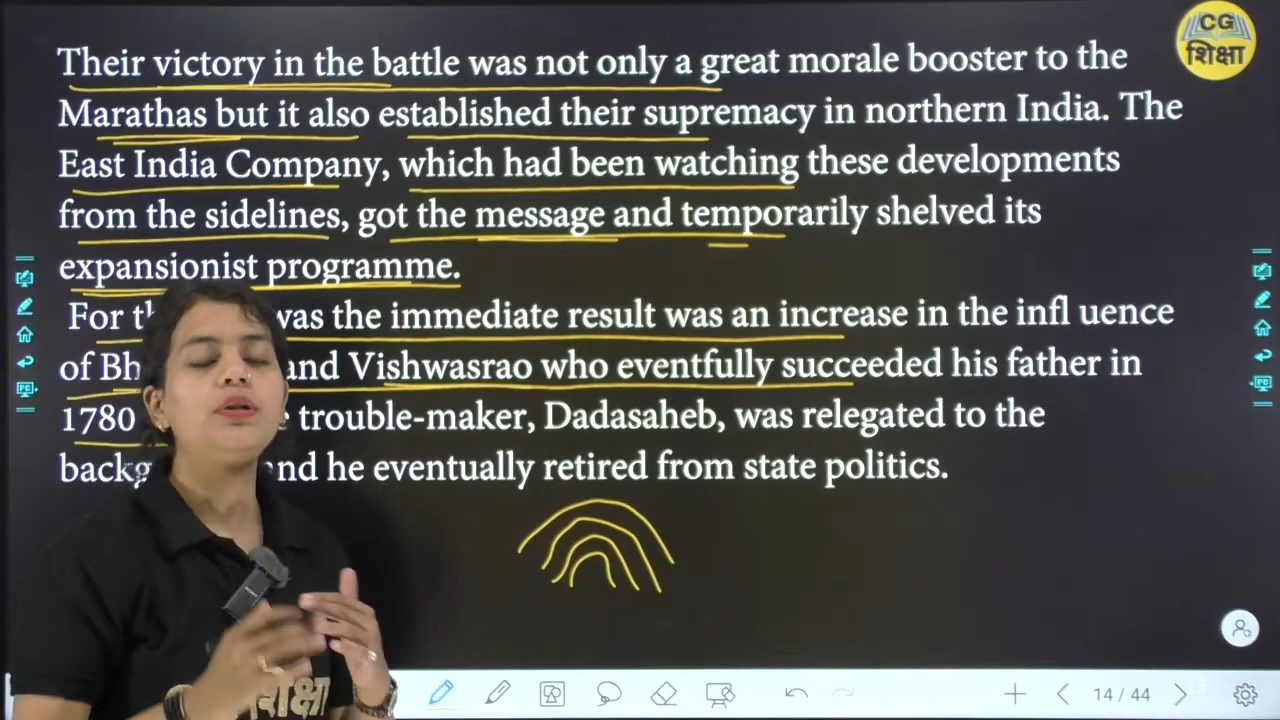 CG
शिक्षा
Their victory in the battle was not only a great morale booster to the
Marathas but it also established their supremacy in northern India. The
East India Company, which had been watching these developments
from the sidelines, got the message and temporarily shelved its
expansionist programme.
For was the immediate result was an increase in the infl uence
of and Vishwasrao who eventfully succeeded his father in
1780 trouble-maker, Dadasaheb, was relegated to the
and he eventually retired from state politics.
शिक्षा
14 / 44